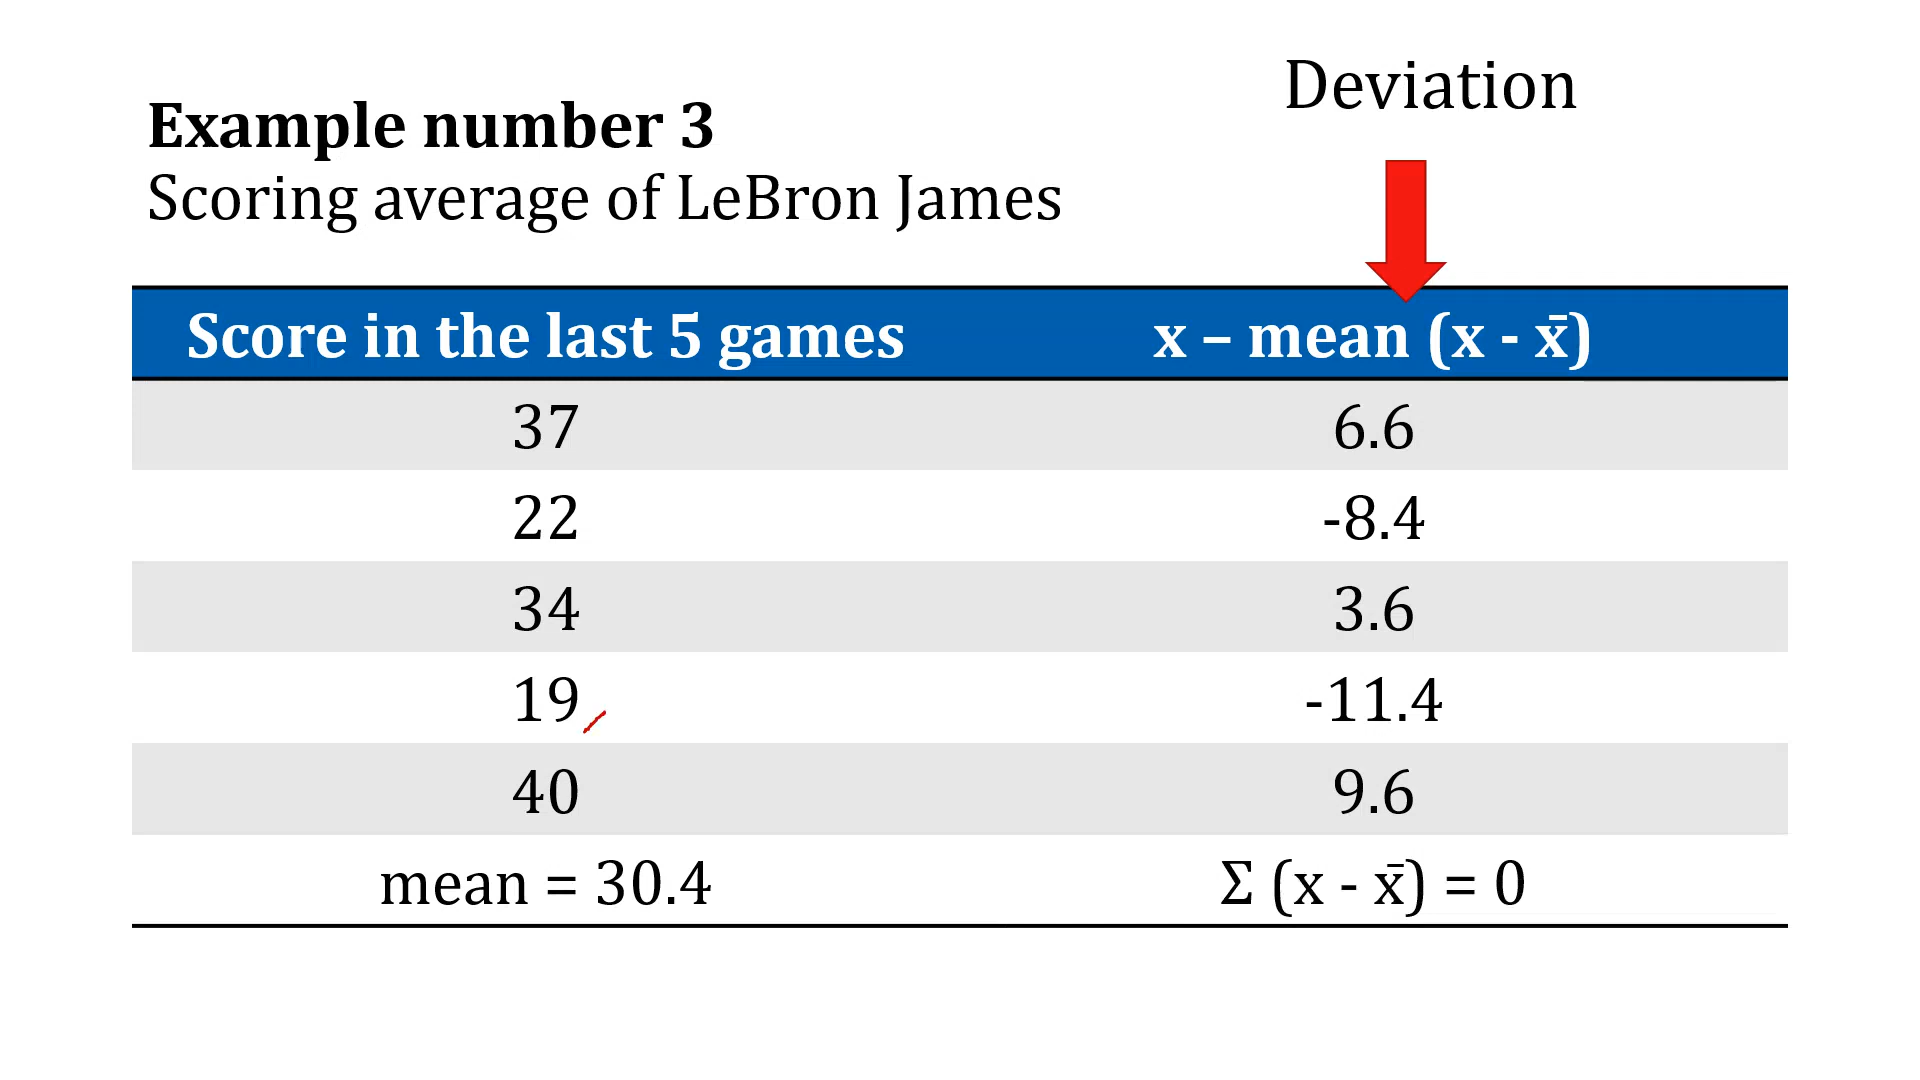 Deviation
Example number 3
Scoring average of LeBron James
Score in the last 5 games x – mean (x - x̄)
37 6.6
22 -8.4
34 3.6
19 -11.4
40 9.6
mean = 30.4 Σ (x - x̄) = 0